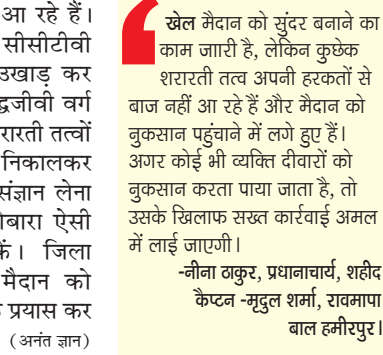 आ रहे हैं।
सीसीटीवी
उखाड़ कर
द्धजीवी वर्ग
रारती तत्वों
निकालकर
संज्ञान लेना
बारा ऐसी
कें। जिला
मैदान को
प्रयास कर
(अनंत ज्ञान)
खेल मैदान को सुंदर बनाने का
काम जाारी है, लेकिन कुछेक
शरारती तत्व अपनी हरकतों से
बाज नहीं आ रहे हैं और मैदान को
नुकसान पहुंचाने में लगे हुए हैं।
अगर कोई भी व्यक्ति दीवारों को
नुकसान करता पाया जाता है, तो
उसके खिलाफ सख्त कार्रवाई अमल
में लाई जाएगी।
-नीना ठाकुर, प्रधानाचार्य, शहीद
कैप्टन -मृदुल शर्मा, रावमापा
बाल हमीरपुर।